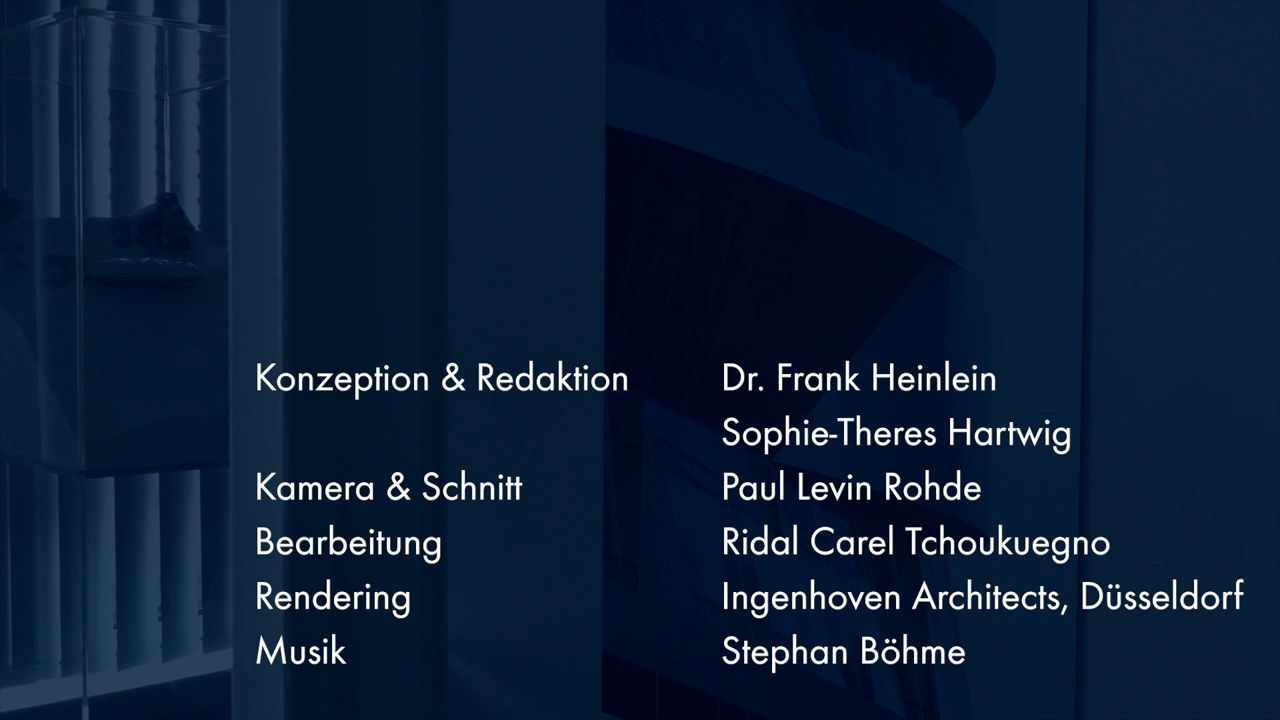 Konzeption & Redaktion Dr. Frank Heinlein
Sophie-Theres Hartwig
Kamera & Schnitt Paul Levin Rohde
Bearbeitung Ridal Carel Tchoukuegno
Rendering Ingenhoven Architects, Düsseldorf
Musik Stephan Böhme